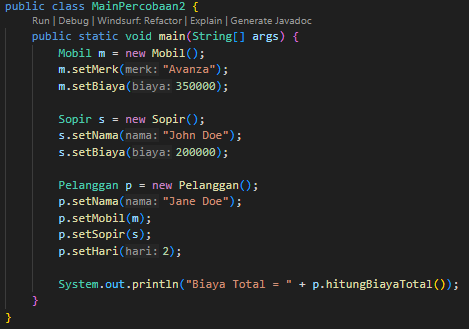 public class MainPercobaan2 {
Run | Debug | Windsurf: Refactor | Explain | Generate Javadoc
public static void main(String[] args) {
Mobil m = new Mobil();
m.setMerk(merk: "Avanza");
m.setBiaya(biaya: 350000);
Sopir s = new Sopir();
s.setNama(nama: "John Doe");
s.setBiaya(biaya: 200000);
Pelanggan p = new Pelanggan();
p.setNama(nama: "Jane Doe");
p.setMobil(m);
p.setSopir(s);
p.setHari(hari: 2);
System.out.println("Biaya Total = " + p.hitungBiayaTotal());
}
}